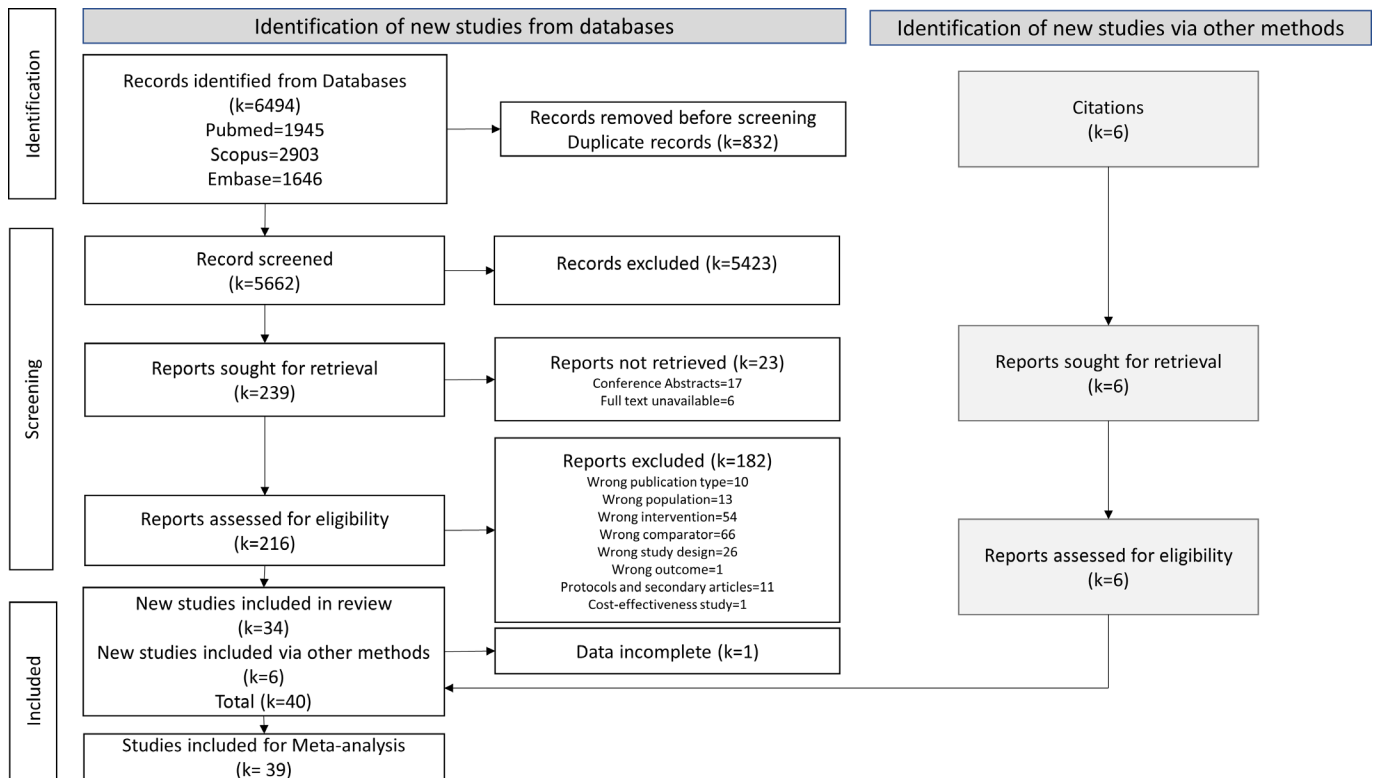 Identification of new studies from databases
Identification of new studies via other methods
Identification
Records identified from Databases
(k=6494)
Pubmed=1945
Scopus=2903
Embase=1646
Records removed before screening
Duplicate records (k=832)
Citations
(k=6)
Screening
Record screened
(k=5662)
Records excluded (k=5423)
Reports sought for retrieval
(k=239)
Reports not retrieved (k=23)
Conference Abstracts=17
Full text unavailable=6
Reports sought for retrieval
(k=6)
Reports assessed for eligibility
(k=216)
Reports excluded (k=182)
Wrong publication type=10
Wrong population=13
Wrong intervention=54
Wrong comparator=66
Wrong study design=26
Wrong outcome=1
Protocols and secondary articles=11
Cost-effectiveness study=1
Reports assessed for eligibility
(k=6)
Included
New studies included in review
(k=34)
New studies included via other methods
(k=6)
Total (k=40)
Data incomplete (k=1)
Studies included for Meta-analysis
(k= 39)